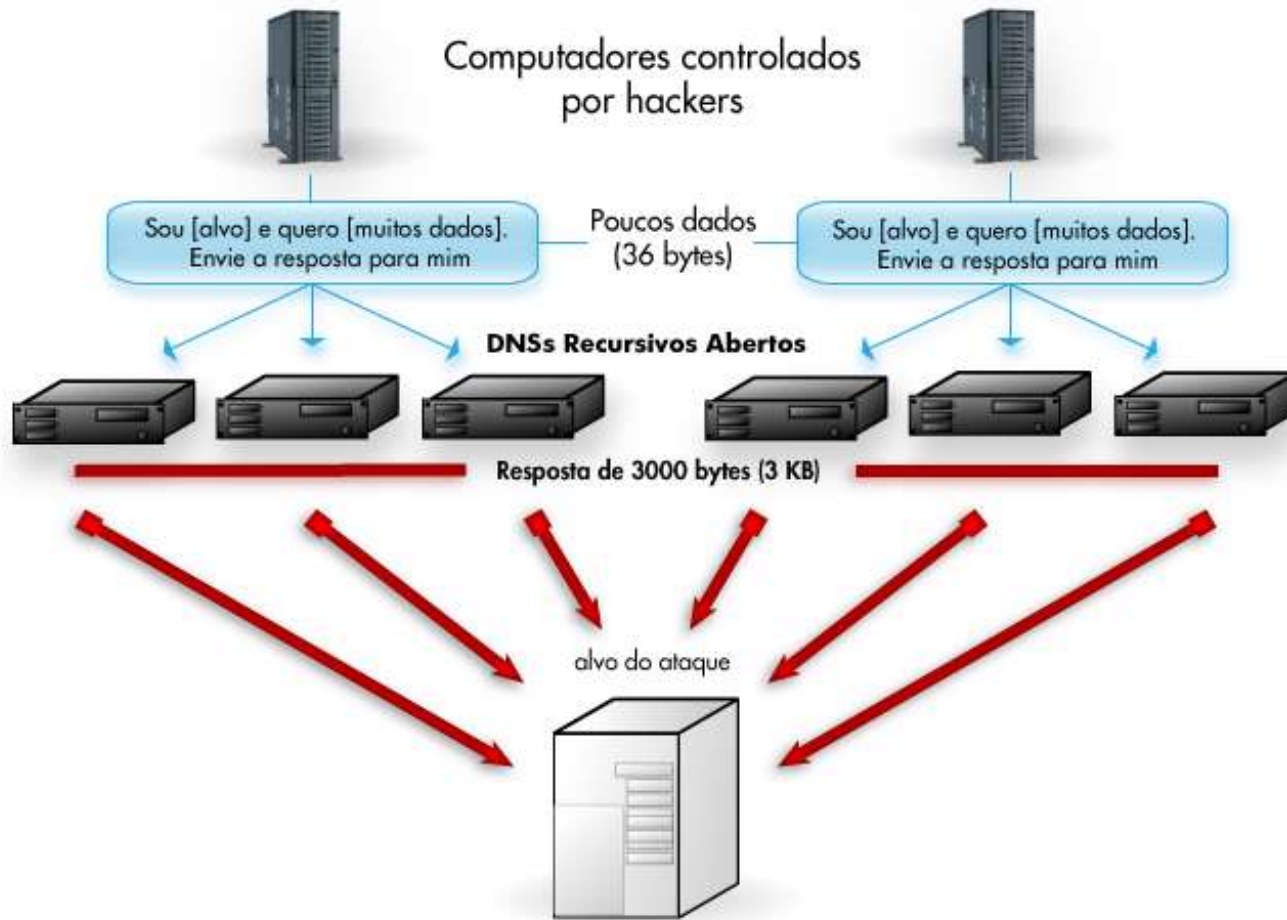 Computadores controlados
por hackers
Sou [alvo] e quero [muitos dados].
Envie a resposta para mim
Poucos dados
(36 bytes)
Sou [alvo] e quero [muitos dados].
Envie a resposta para mim
DNSs Recursivos Abertos
Resposta de 3000 bytes (3 KB)
alvo do ataque